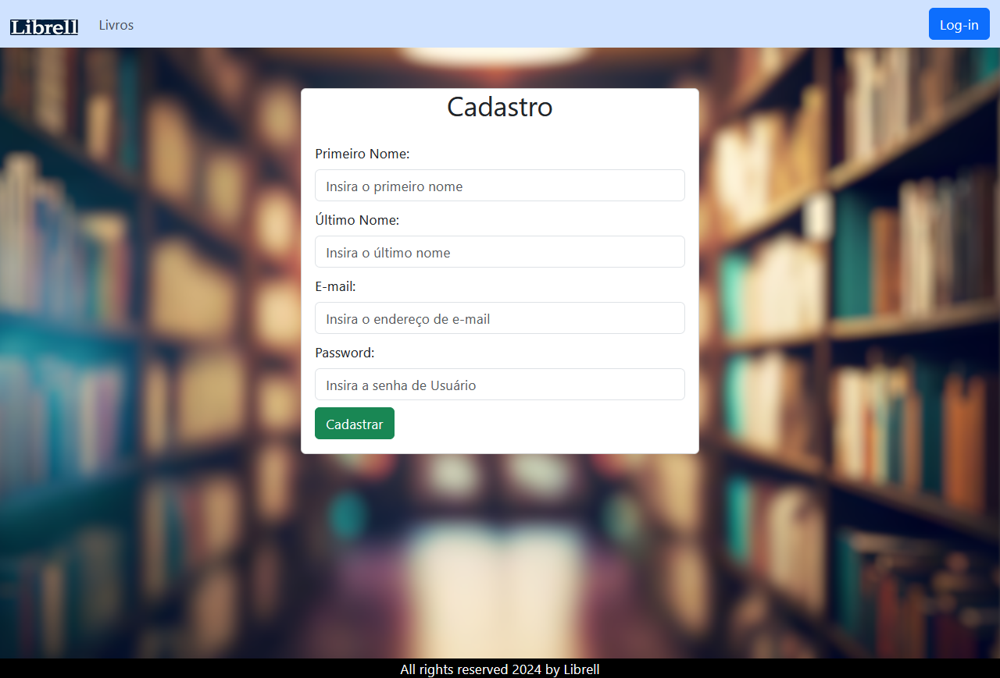 Librell
Livros
Log-in
Cadastro
Primeiro Nome:
Insira o primeiro nome
Último Nome:
Insira o último nome
E-mail:
Insira o endereço de e-mail
Password:
Insira a senha de Usuário
Cadastrar
All rights reserved 2024 by Librell